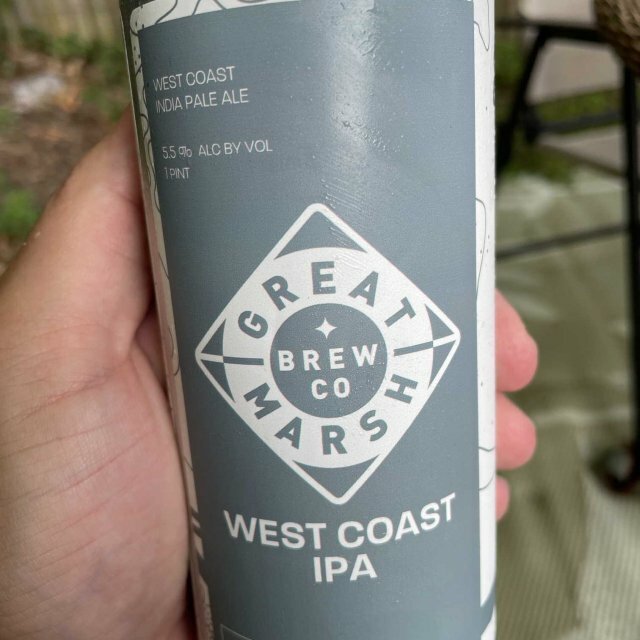 WEST COAST
INDIA PALE ALE
5.5 % ALC BY VOL
1 PINT
GREAT
BREW
CO
MARSH
WEST COAST
IPA